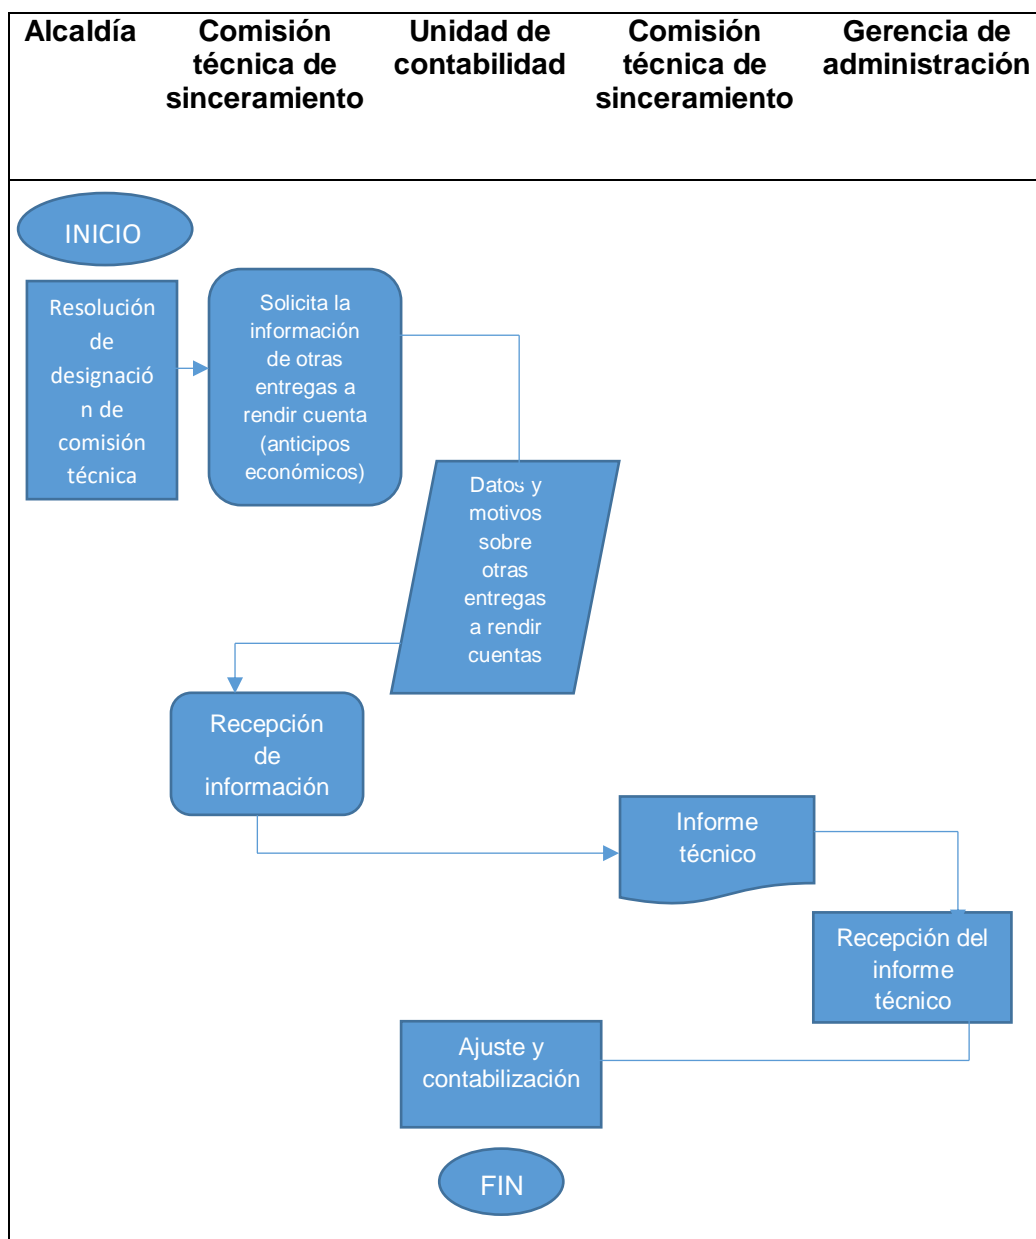 Alcaldía
Comisión
técnica de
sinceramiento
Unidad de
contabilidad
Comisión
técnica de
sinceramiento
Gerencia de
administración
INICIO
Resolución
de
designació
n de
comisión
técnica
Solicita la
información
de otras
entregas a
rendir cuenta
(anticipos
económicos)
Datos y
motivos
sobre
otras
entregas
a rendir
cuentas
Recepción
de
información
Informe
técnico
Recepción del
informe
técnico
Ajuste y
contabilización
FIN